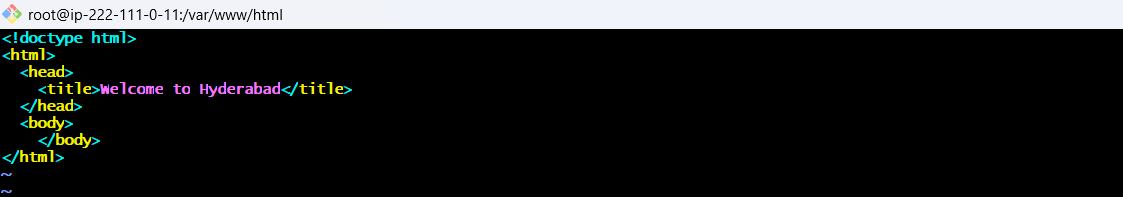 root@ip-222-111-0-11:/var/www/html
<!doctype html>
<html>
  <head>
    <title>Welcome to Hyderabad</title>
  </head>
  <body>
    </body>
</html>
~
~